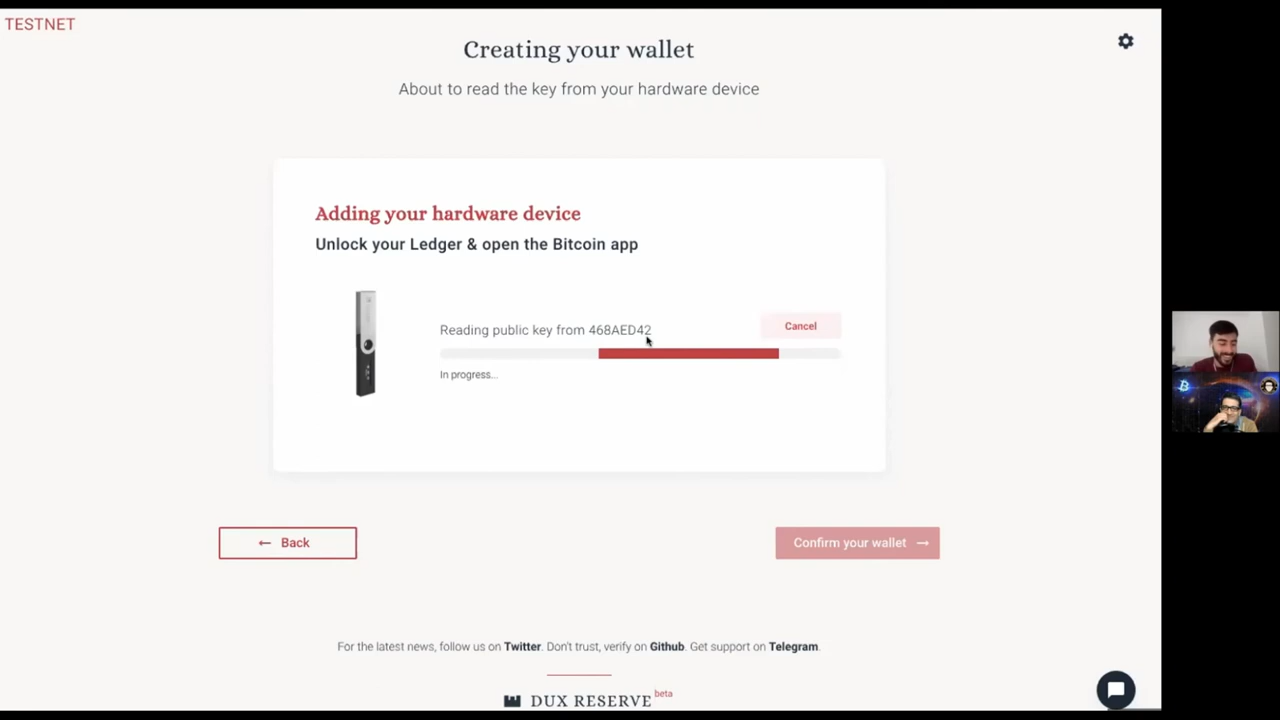 TESTNET
Creating your wallet
About to read the key from your hardware device
Adding your hardware device
Unlock your Ledger & open the Bitcoin app
Reading public key from 468AED42
Cancel
In progress...
← Back
Confirm your wallet →
For the latest news, follow us on Twitter. Don't trust, verify on Github. Get support on Telegram.
DUX RESERVE beta